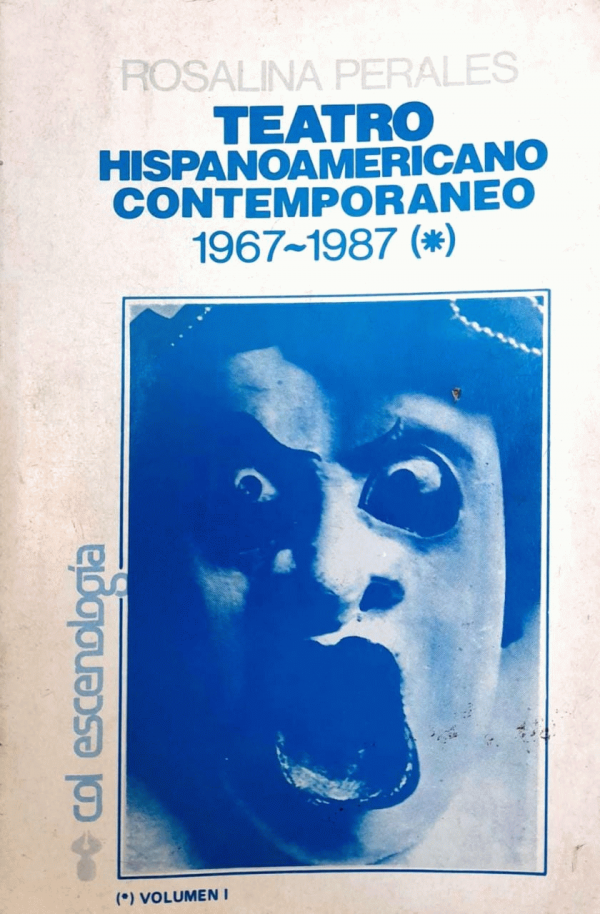 ROSALINA PERALES
TEATRO
HISPANOAMERICANO
CONTEMPORANEO
1967~1987 (*)
col escenología
(*) VOLUMEN I